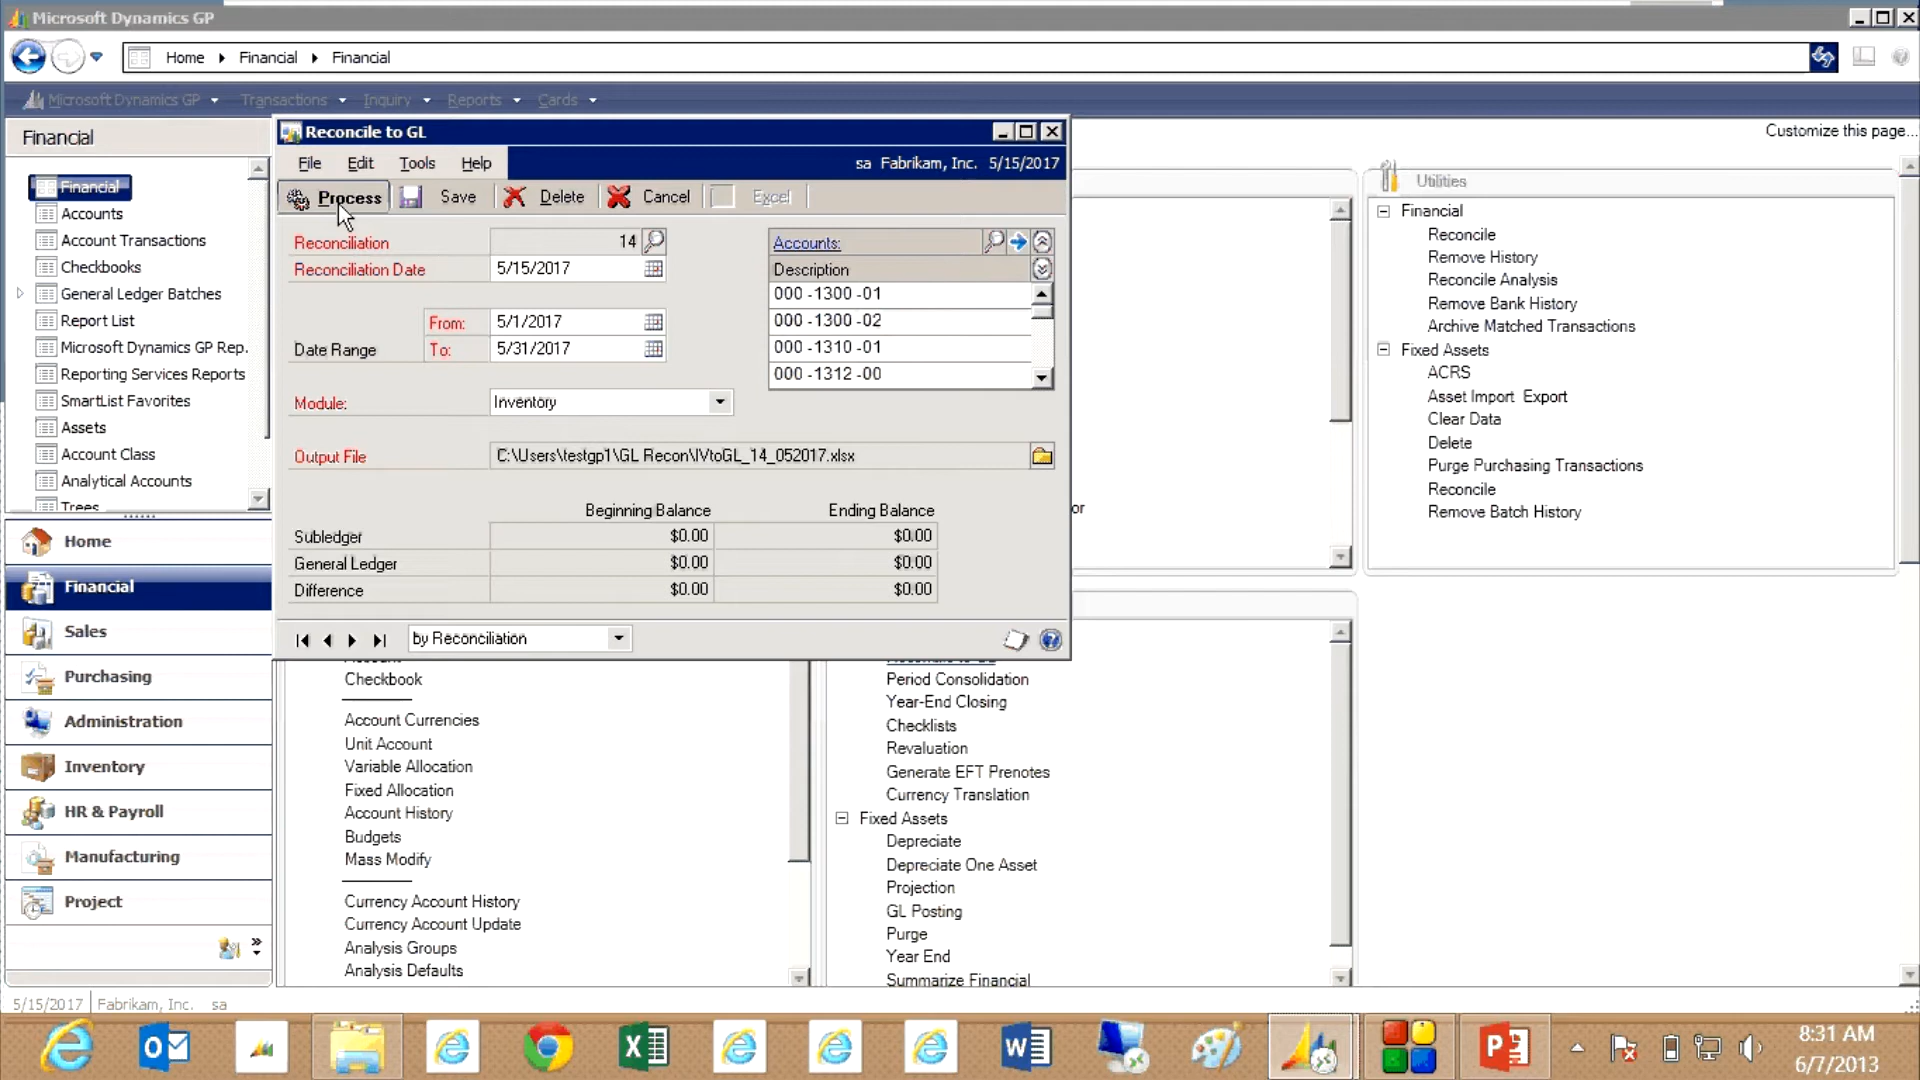 Microsoft Dynamics GP
Home Financial Financial
Microsoft Dynamics GP Transactions Inquiry Reports Cards
Customize this page...
Financial
Financial
Accounts
Account Transactions
Checkbooks
General Ledger Batches
Report List
Microsoft Dynamics GP Rep.
Reporting Services Reports
SmartList Favorites
Assets
Account Class
Analytical Accounts
Trees
Home
Financial
Sales
Purchasing
Administration
Inventory
HR & Payroll
Manufacturing
Project
Reconcile to GL
File Edit Tools Help
sa Fabrikam, Inc. 5/15/2017
Process Save Delete Cancel Excel
Reconciliation 14
Reconciliation Date 5/15/2017
Date Range
From: 5/1/2017
To: 5/31/2017
Accounts:
Description
000 -1300 -01
000 -1300 -02
000 -1310 -01
000 -1312 -00
Module: Inventory
Output File C:\Users\testgp1\GL Recon\IVtoGL_14_052017.xlsx
Beginning Balance Ending Balance
Subledger $0.00 $0.00
General Ledger $0.00 $0.00
Difference $0.00 $0.00
by Reconciliation
or
Checkbook
Account Currencies
Unit Account
Variable Allocation
Fixed Allocation
Account History
Budgets
Mass Modify
Currency Account History
Currency Account Update
Analysis Groups
Analysis Defaults
Period Consolidation
Year-End Closing
Checklists
Revaluation
Generate EFT Prenotes
Currency Translation
Fixed Assets
Depreciate
Depreciate One Asset
Projection
GL Posting
Purge
Year End
Summarize Financial
Utilities
Financial
Reconcile
Remove History
Reconcile Analysis
Remove Bank History
Archive Matched Transactions
Fixed Assets
ACRS
Asset Import Export
Clear Data
Delete
Purge Purchasing Transactions
Reconcile
Remove Batch History
5/15/2017 Fabrikam, Inc. sa
8:31 AM
6/7/2013